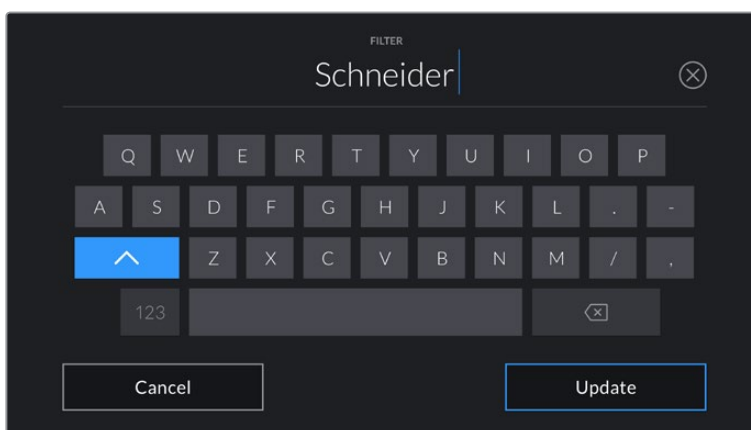 FILTER
Schneider
Q W E R T Y U I O P
A S D F G H J K L . -
Z X C V B N M / ,
123
Cancel Update